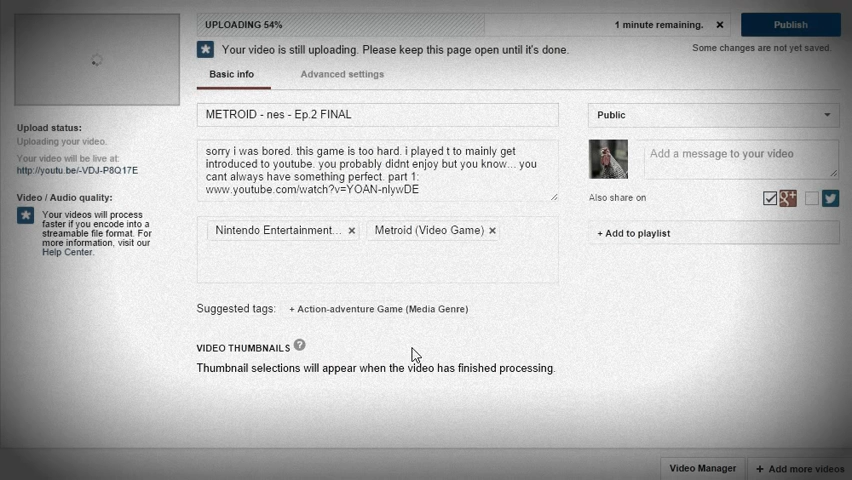 UPLOADING 54%
1 minute remaining.
Publish
Your video is still uploading. Please keep this page open until it's done.
Some changes are not yet saved.
Basic info
Advanced settings
Upload status:
Uploading your video.
Your video will be live at:
http://youtu.be/-VDJ-P8Q17E
Video / Audio quality:
Your videos will process
faster if you encode into a
streamable file format. For
more information, visit our
Help Center.
METROID - nes - Ep.2 FINAL
sorry i was bored. this game is too hard. i played t to mainly get
introduced to youtube. you probably didnt enjoy but you know... you
cant always have something perfect. part 1:
www.youtube.com/watch?v=YOAN-nIywDE
Nintendo Entertainment...
Metroid (Video Game)
Suggested tags:
+ Action-adventure Game (Media Genre)
VIDEO THUMBNAILS ?
Thumbnail selections will appear when the video has finished processing.
Public
Add a message to your video
Also share on
g+
+ Add to playlist
Video Manager
+ Add more videos